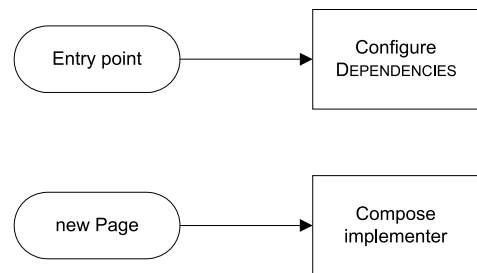 Entry point
Configure
DEPENDENCIES
new Page
Compose
implementer